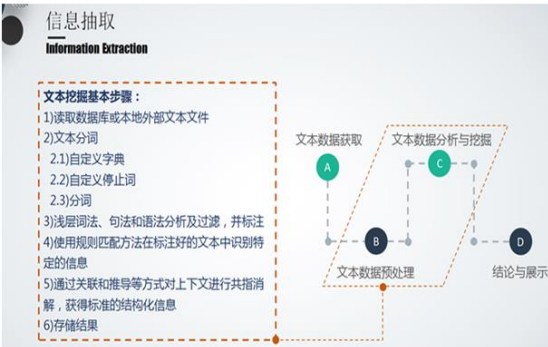 信息抽取
Information Extraction
文本挖掘基本步骤：
1)读取数据库或本地外部文本文件
2)文本分词
2.1)自定义字典
2.2)自定义停止词
2.3)分词
3)浅层词法、句法和语法分析及过滤，并标注
4)使用规则匹配方法在标注好的文本中识别特
定的信息
5)通过关联和推导等方式对上下文进行共指消
解，获得标准的结构化信息
6)存储结果
文本数据获取
A
文本数据分析与挖掘
C
B
文本数据预处理
D
结论与展示